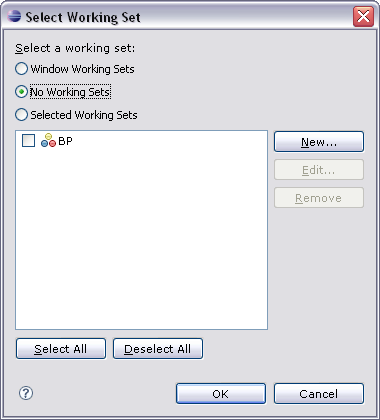 Select Working Set
Select a working set:
Window Working Sets
No Working Sets
Selected Working Sets
BP
New...
Edit...
Remove
Select All
Deselect All
?
OK
Cancel